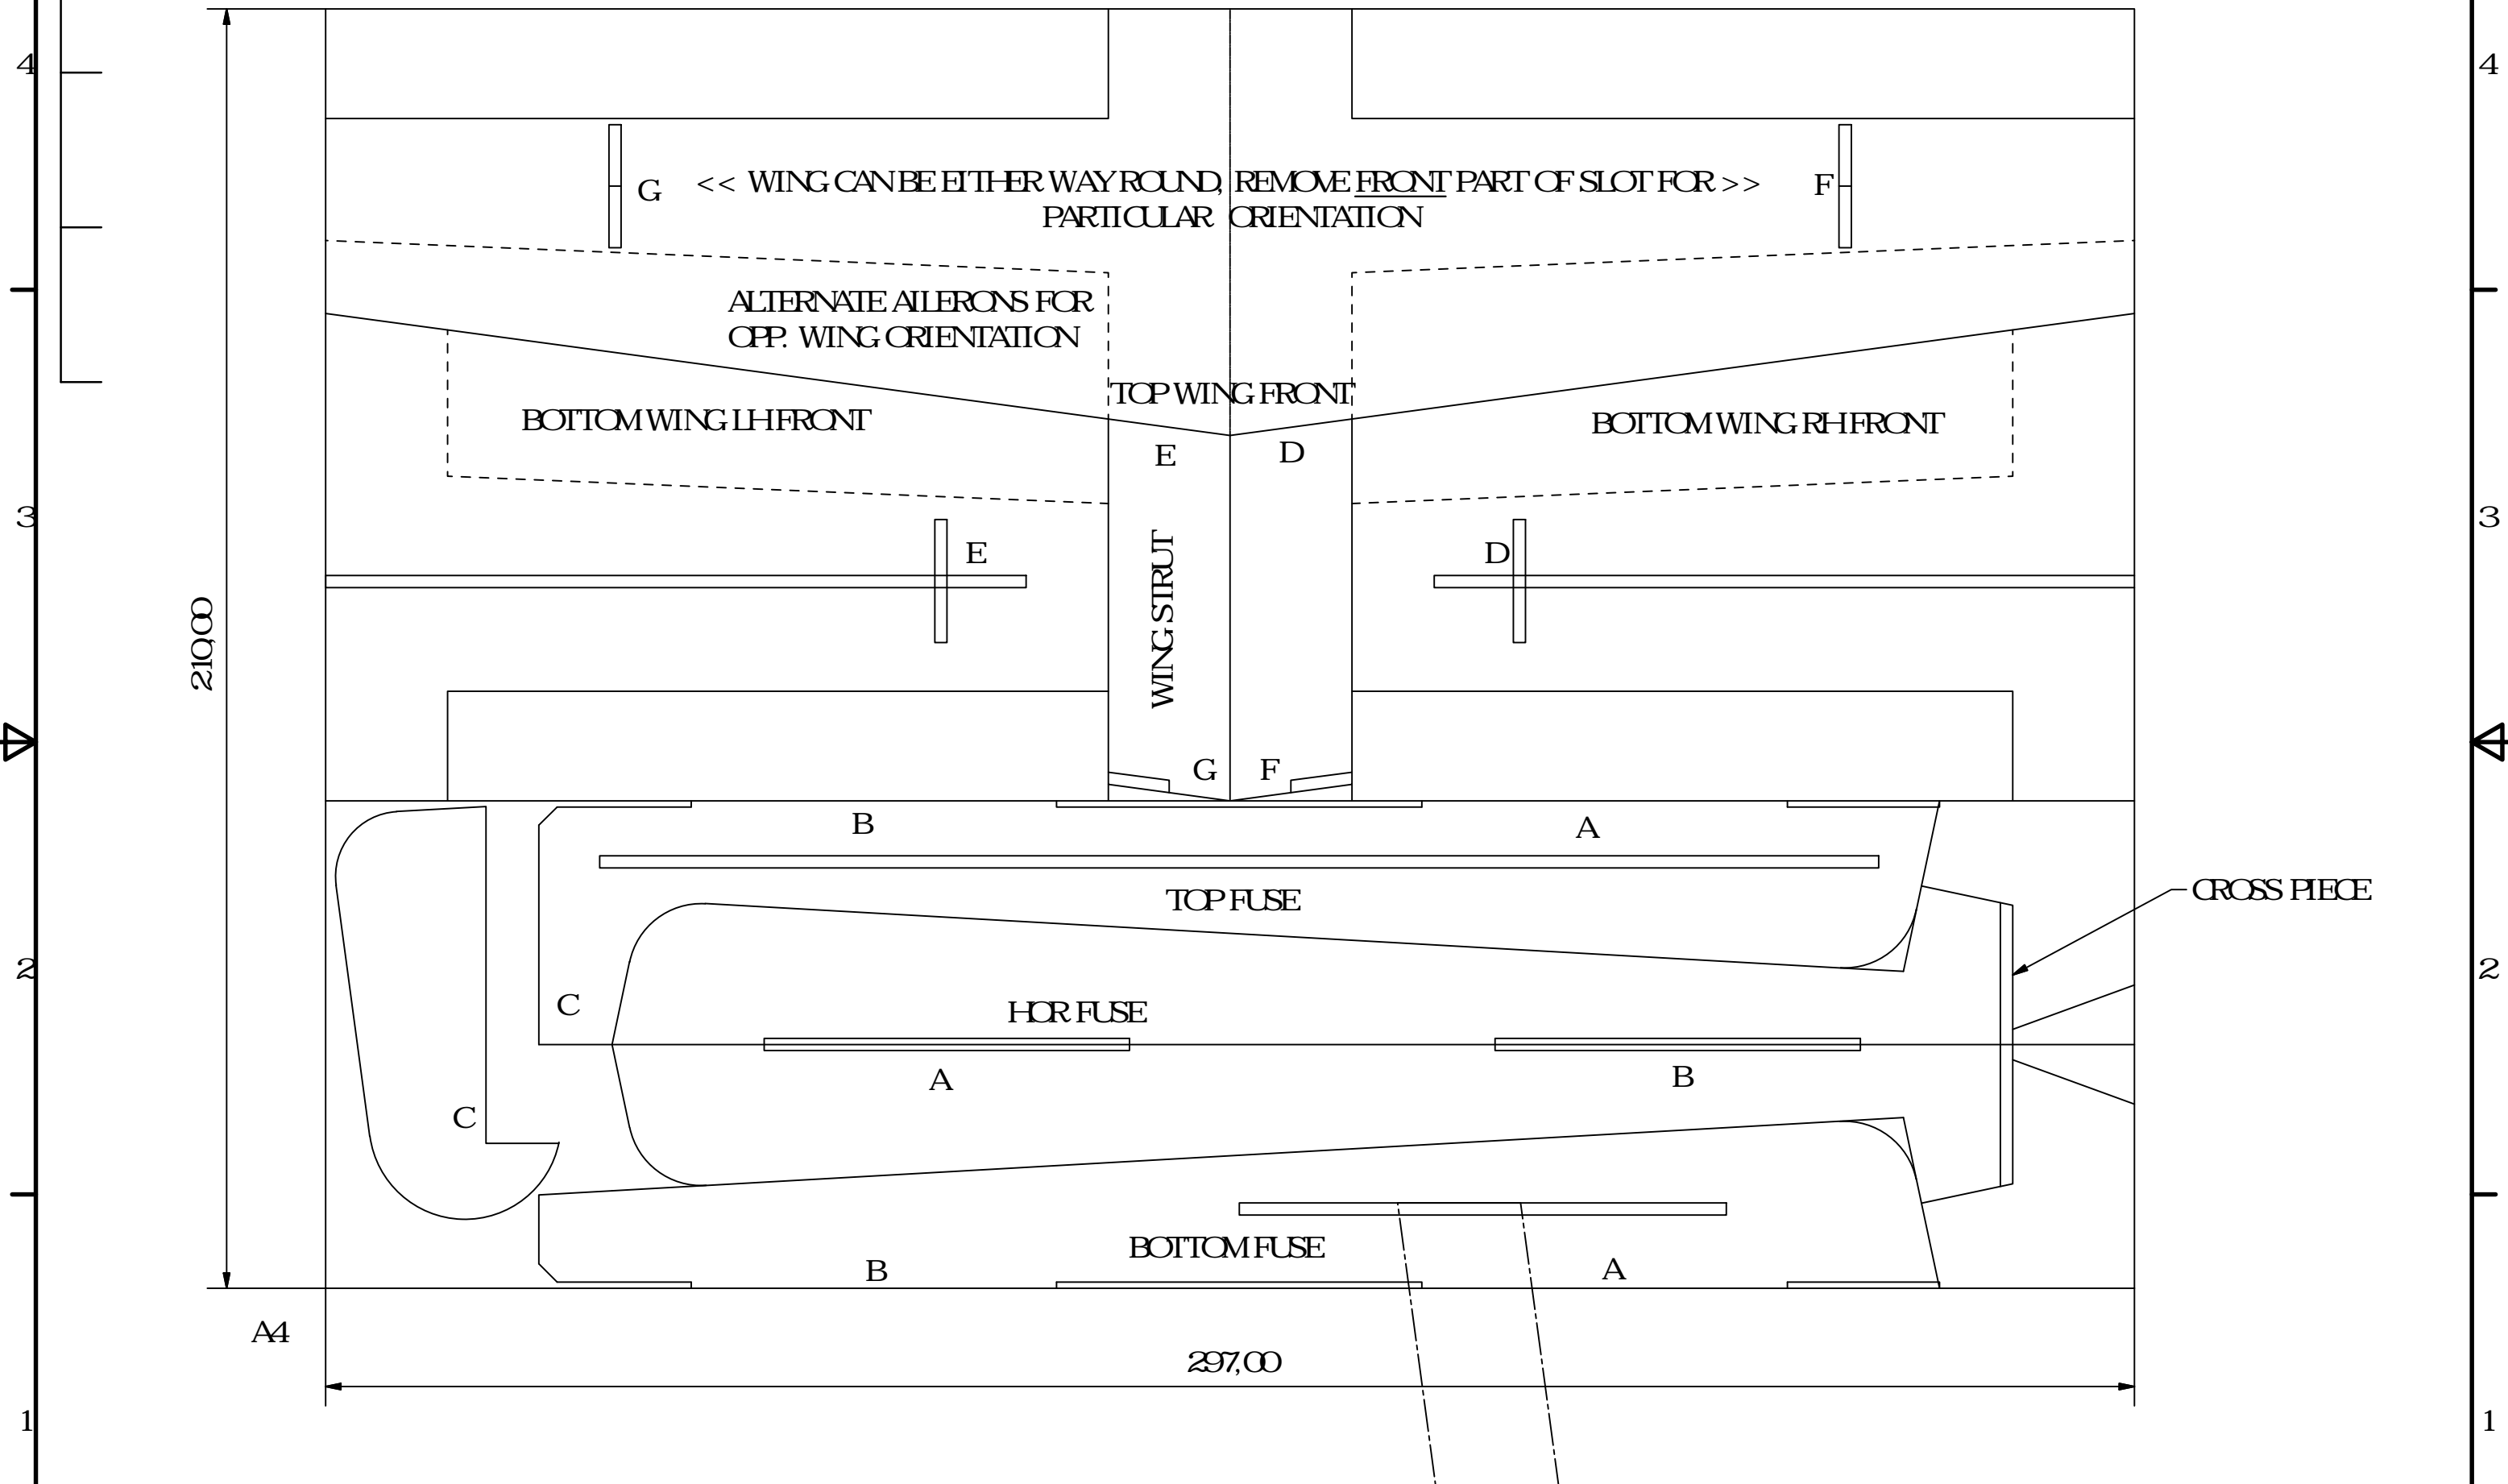 4
4
G << WING CAN BE EITHER WAY ROUND, REMOVE FRONT PART OF SLOT FOR >> F
PARTICULAR ORIENTATION
ALTERNATE AILERONS FOR
OPP. WING ORIENTATION
TOP WING FRONT
BOTTOM WING LH FRONT
BOTTOM WING RH FRONT
E
D
3
3
E
D
WING STRUT
210,00
G
F
B
A
TOP FUSE
CROSS PIECE
2
2
C
HOR FUSE
A
B
C
BOTTOM FUSE
B
A
A4
297,00
1
1